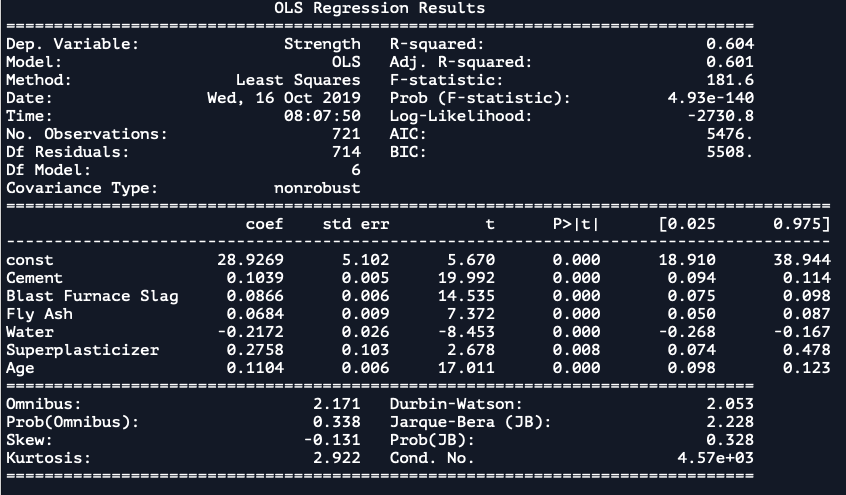 OLS Regression Results
==============================================================================
Dep. Variable: Strength R-squared: 0.604
Model: OLS Adj. R-squared: 0.601
Method: Least Squares F-statistic: 181.6
Date: Wed, 16 Oct 2019 Prob (F-statistic): 4.93e-140
Time: 08:07:50 Log-Likelihood: -2730.8
No. Observations: 721 AIC: 5476.
Df Residuals: 714 BIC: 5508.
Df Model: 6
Covariance Type: nonrobust
======================================================================================
coef std err t P>|t| [0.025 0.975]
--------------------------------------------------------------------------------------
const 28.9269 5.102 5.670 0.000 18.910 38.944
Cement 0.1039 0.005 19.992 0.000 0.094 0.114
Blast Furnace Slag 0.0866 0.006 14.535 0.000 0.075 0.098
Fly Ash 0.0684 0.009 7.372 0.000 0.050 0.087
Water -0.2172 0.026 -8.453 0.000 -0.268 -0.167
Superplasticizer 0.2758 0.103 2.678 0.008 0.074 0.478
Age 0.1104 0.006 17.011 0.000 0.098 0.123
==============================================================================
Omnibus: 2.171 Durbin-Watson: 2.053
Prob(Omnibus): 0.338 Jarque-Bera (JB): 2.228
Skew: -0.131 Prob(JB): 0.328
Kurtosis: 2.922 Cond. No. 4.57e+03
==============================================================================